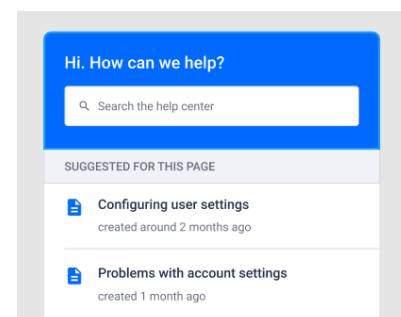 Hi. How can we help?
Search the help center
SUGGESTED FOR THIS PAGE
Configuring user settings
created around 2 months ago
Problems with account settings
created 1 month ago